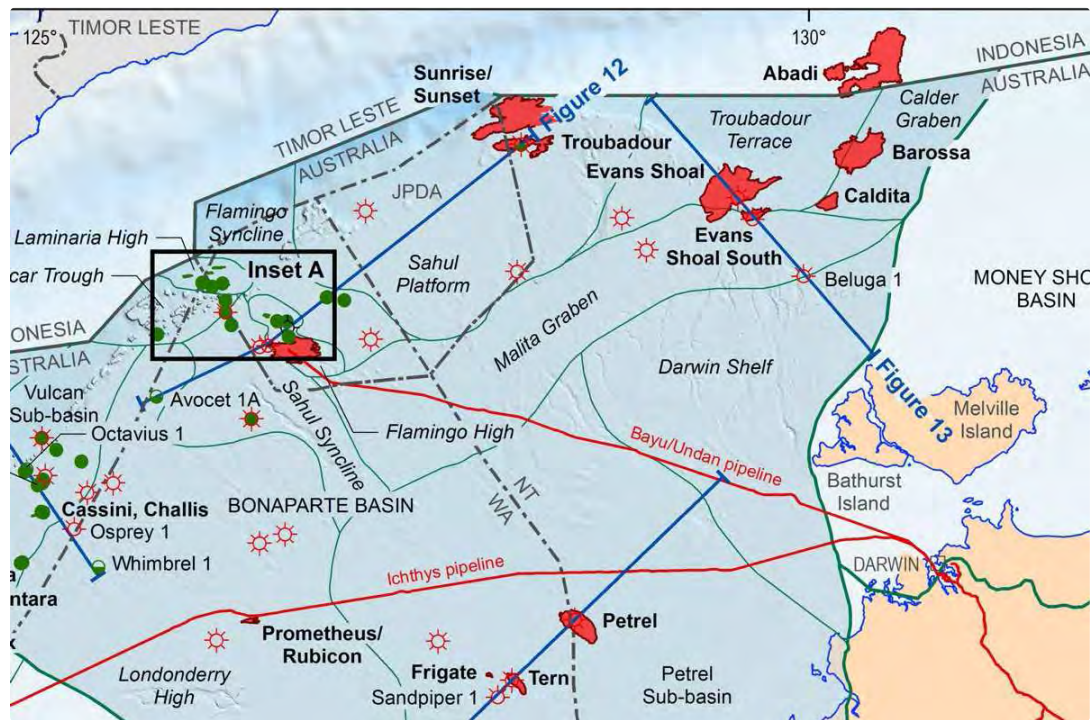 125°
TIMOR LESTE
130°
INDONESIA
AUSTRALIA
Abadi
Sunrise/
Sunset
Figure 12
Calder
Graben
TIMOR LESTE
AUSTRALIA
Troubadour
Terrace
Troubadour
Barossa
Evans Shoal
JPDA
Caldita
Flamingo
Syncline
Laminaria High
Evans
Shoal South
car Trough
Inset A
Sahul
Platform
Beluga 1
MONEY SHO
BASIN
ONESIA
STRALIA
Malita Graben
Darwin Shelf
Vulcan
Sub-basin
Avocet 1A
Sahul Syncline
Flamingo High
Figure 13
Melville
Island
Octavius 1
Bayu/Undan pipeline
Bathurst
Island
NT
WA
BONAPARTE BASIN
Cassini, Challis
Osprey 1
Whimbrel 1
Ichthys pipeline
DARWIN
a
ntara
x
Prometheus/
Rubicon
Petrel
Frigate
Tern
Sandpiper 1
Londonderry
High
Petrel
Sub-basin